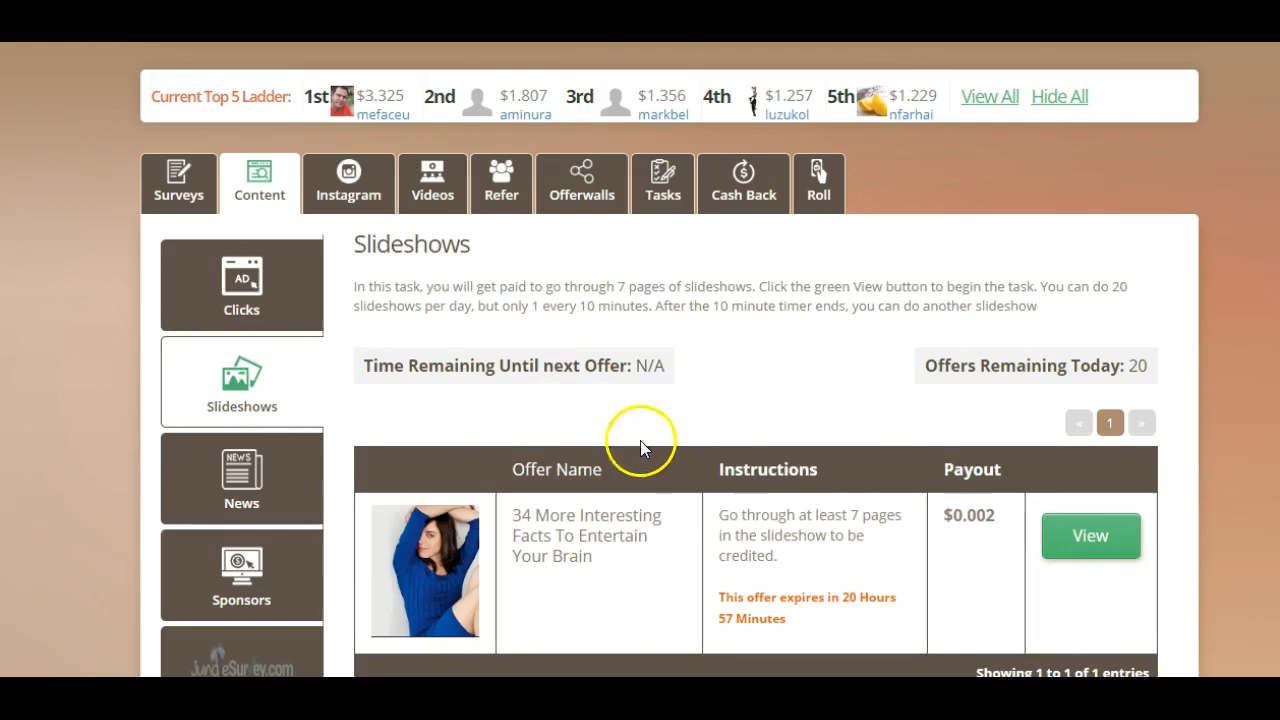 Current Top 5 Ladder: 1st $3.325 mefaceu 2nd $1.807 aminura 3rd $1.356 markbel 4th $1.257 luzukol 5th $1.229 nfarhai View All Hide All
Surveys Content Instagram Videos Refer Offerwalls Tasks Cash Back Roll
AD
Clicks
Slideshows
NEWS
News
Sponsors
JungleSurvey.com
Slideshows
In this task, you will get paid to go through 7 pages of slideshows. Click the green View button to begin the task. You can do 20
slideshows per day, but only 1 every 10 minutes. After the 10 minute timer ends, you can do another slideshow
Time Remaining Until next Offer: N/A
Offers Remaining Today: 20
« 1 »
Offer Name Instructions Payout
34 More Interesting
Facts To Entertain
Your Brain
Go through at least 7 pages
in the slideshow to be
credited.
This offer expires in 20 Hours
57 Minutes
$0.002
View
Showing 1 to 1 of 1 entries